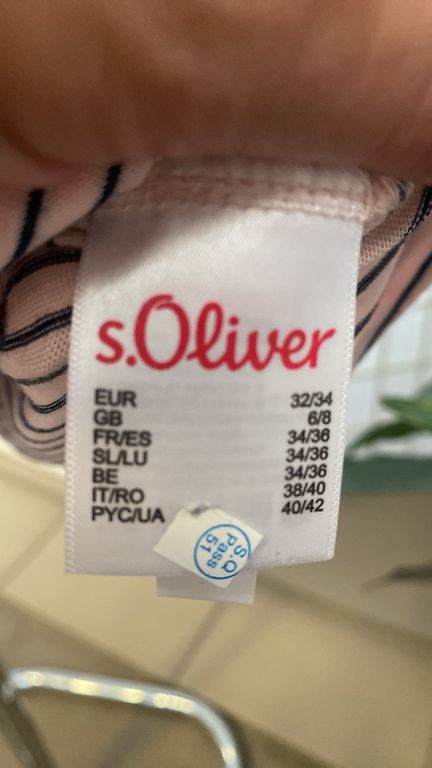 s.Oliver
EUR 32/34
GB 6/8
FR/ES 34/36
SL/LU 34/36
BE 34/36
IT/RO 38/40
PYC/UA 40/42
S.Q
pass
51